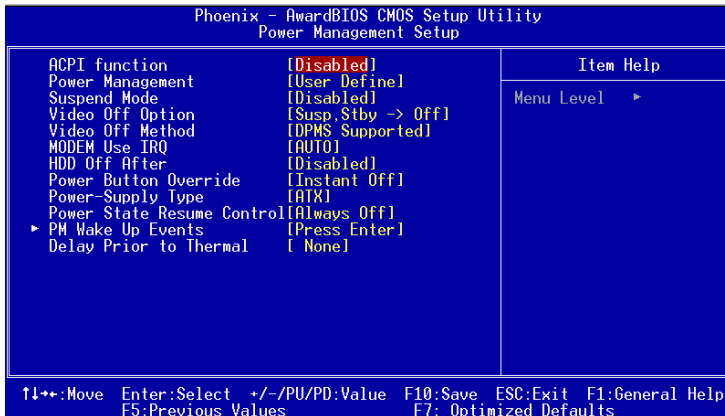 Phoenix - AwardBIOS CMOS Setup Utility
Power Management Setup
ACPI function [Disabled]
Power Management [User Define]
Suspend Mode [Disabled]
Video Off Option [Susp,Stby -> Off]
Video Off Method [DPMS Supported]
MODEM Use IRQ [AUTO]
HDD Off After [Disabled]
Power Button Override [Instant Off]
Power-Supply Type [ATX]
Power State Resume Control[Always Off]
► PM Wake Up Events [Press Enter]
Delay Prior to Thermal [ None]
Item Help
Menu Level ►
↑↓→←:Move Enter:Select +/-/PU/PD:Value F10:Save ESC:Exit F1:General Help
F5:Previous Values F7: Optimized Defaults